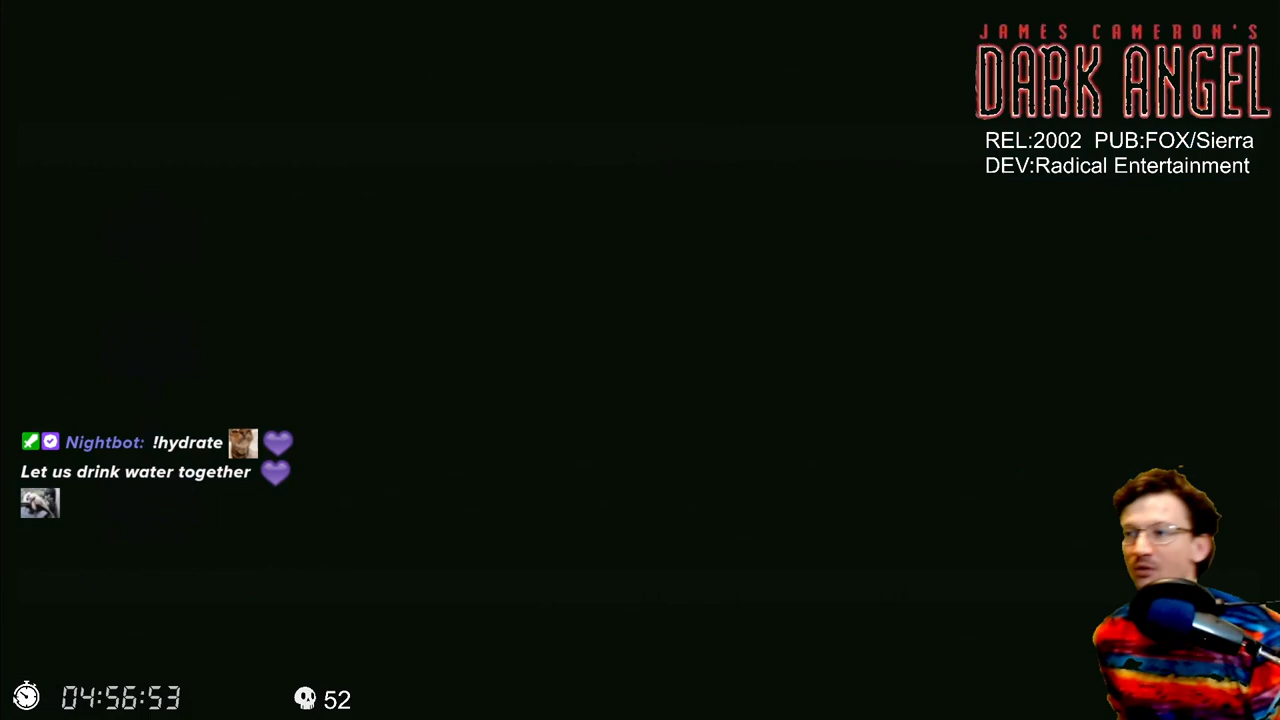 JAMES CAMERON'S
DARK ANGEL
REL:2002 PUB:FOX/Sierra
DEV:Radical Entertainment
Nightbot: !hydrate
Let us drink water together
04:56:53
52